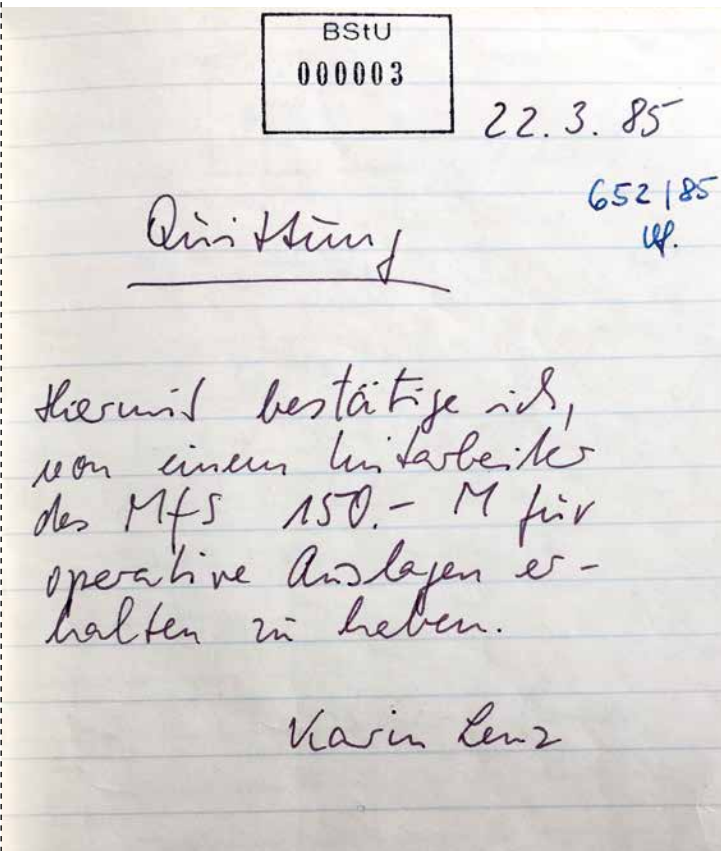 BStU
000003
22.3.85
652/85
Quittung
Hiermit bestätige ich,
von einem Mitarbeiter
des MfS 150.- M für
operative Auslagen er-
halten zu haben.
Karin Lenz